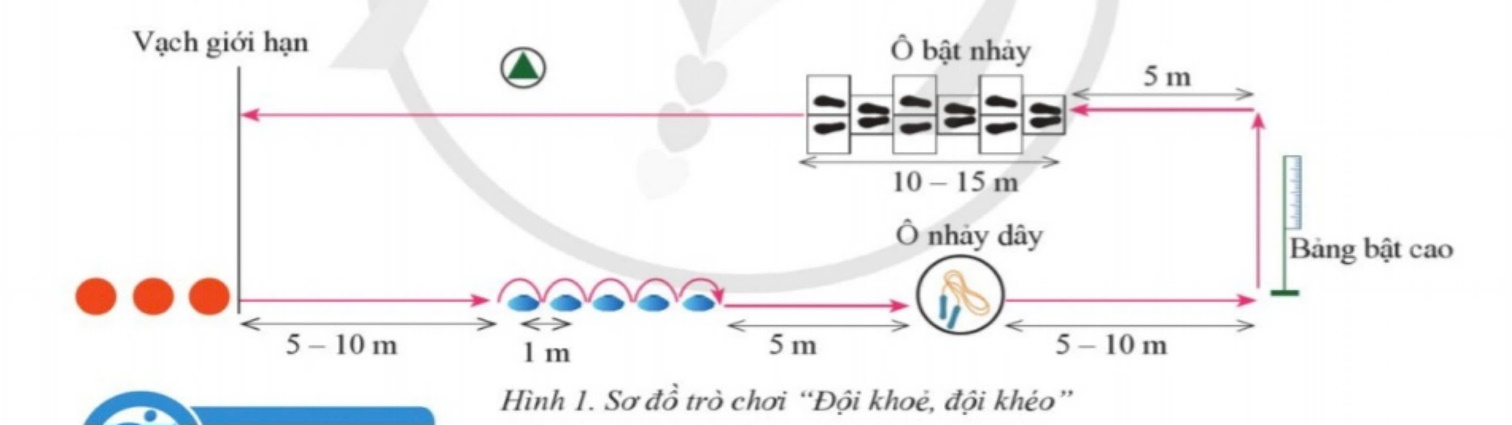 Vạch giới hạn
Ô bật nhảy
5 m
10 – 15 m
Ô nhảy dây
Bảng bật cao
5 – 10 m
1 m
5 m
5 – 10 m
Hình 1. Sơ đồ trò chơi “Đội khoẻ, đội khéo”